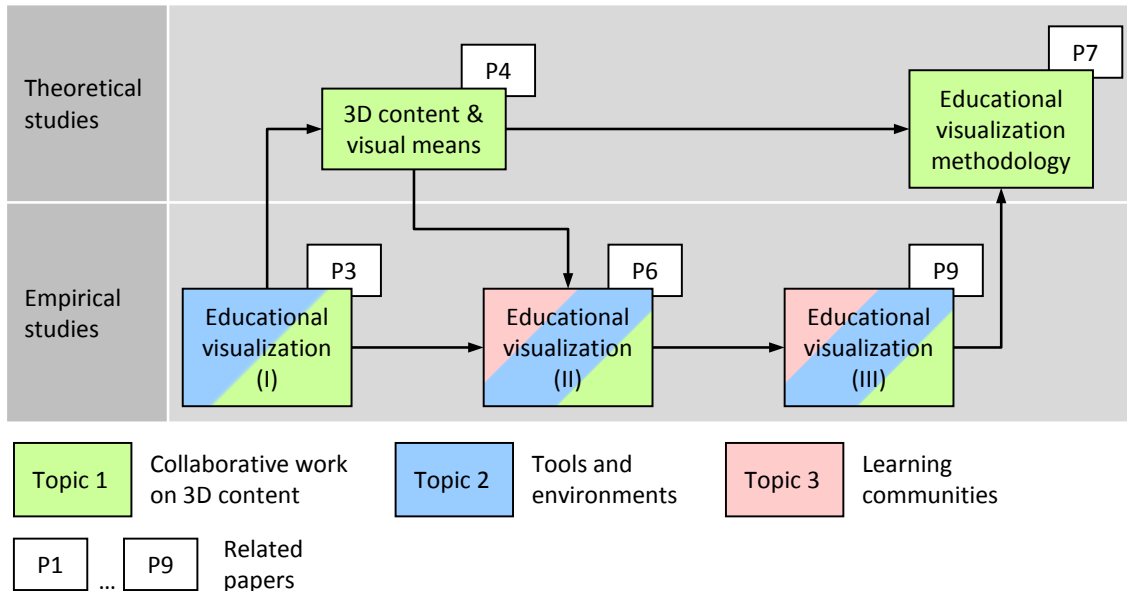 P4
P7
Theoretical
studies
3D content &
visual means
Educational
visualization
methodology
P3
P6
P9
Empirical
studies
Educational
visualization
(I)
Educational
visualization
(II)
Educational
visualization
(III)
Topic 1
Collaborative work
on 3D content
Topic 2
Tools and
environments
Topic 3
Learning
communities
P1
...
P9
Related
papers